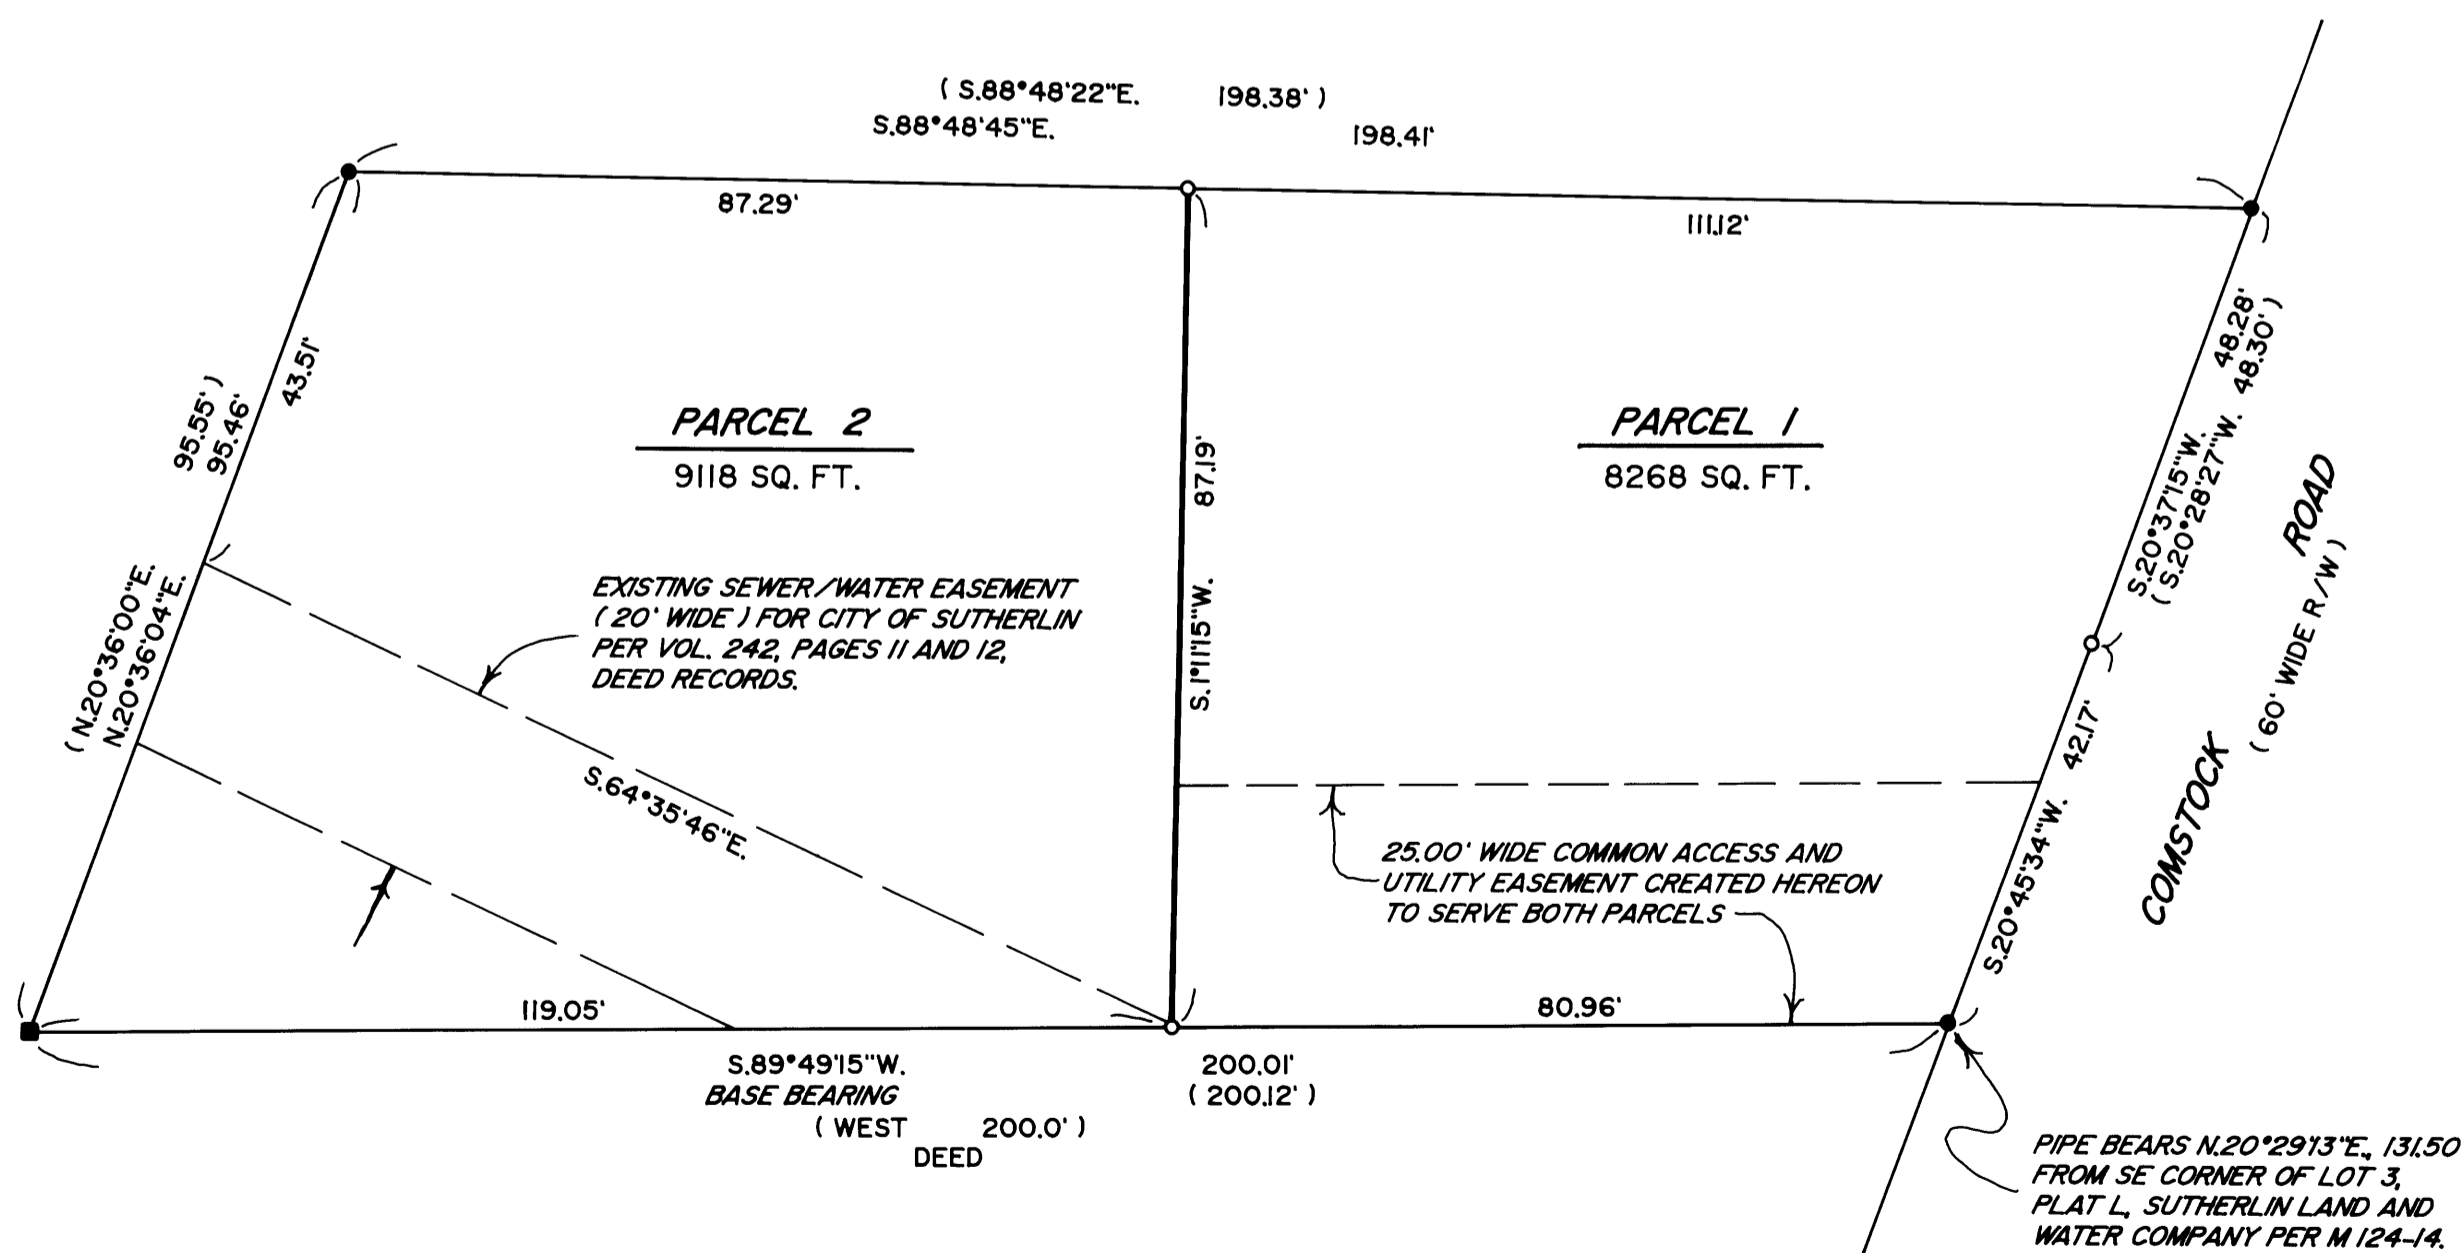 ( S.88°48'22"E. 198.38' )
S.88°48'45"E. 198.41'
87.29'
111.12'
95.55' )
95.46'
43.51'
( N.20°36'00"E.
N.20°36'04"E.
PARCEL 2
9118 SQ. FT.
PARCEL 1
8268 SQ. FT.
S.1°11'15"W. 87.19'
S.20°37'15"W. 48.28'
( S.20°28'27"W. 48.30' )
COMSTOCK ROAD
( 60' WIDE R/W )
EXISTING SEWER/WATER EASEMENT
( 20' WIDE ) FOR CITY OF SUTHERLIN
PER VOL. 242, PAGES 11 AND 12,
DEED RECORDS.
S.64°35'46"E.
S.20°45'34"W. 42.17'
25.00' WIDE COMMON ACCESS AND
UTILITY EASEMENT CREATED HEREON
TO SERVE BOTH PARCELS
119.05'
80.96'
S.89°49'15"W. 200.01'
BASE BEARING ( 200.12' )
( WEST 200.0' )
DEED
PIPE BEARS N.20°29'13"E., 131.50
FROM SE CORNER OF LOT 3,
PLAT L, SUTHERLIN LAND AND
WATER COMPANY PER M 124-14.